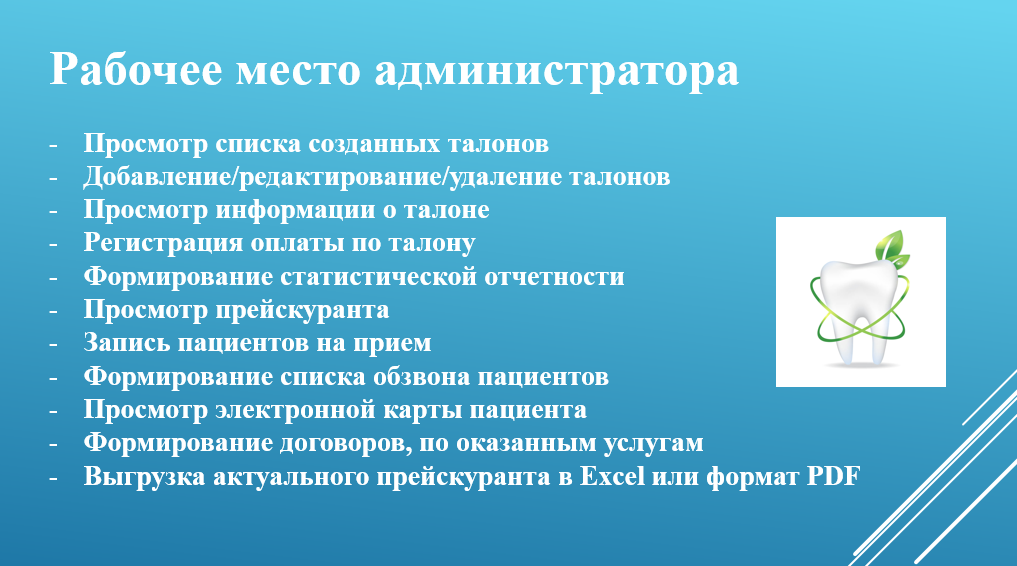 Рабочее место администратора
- Просмотр списка созданных талонов
- Добавление/редактирование/удаление талонов
- Просмотр информации о талоне
- Регистрация оплаты по талону
- Формирование статистической отчетности
- Просмотр прейскуранта
- Запись пациентов на прием
- Формирование списка обзвона пациентов
- Просмотр электронной карты пациента
- Формирование договоров, по оказанным услугам
- Выгрузка актуального прейскуранта в Excel или формат PDF